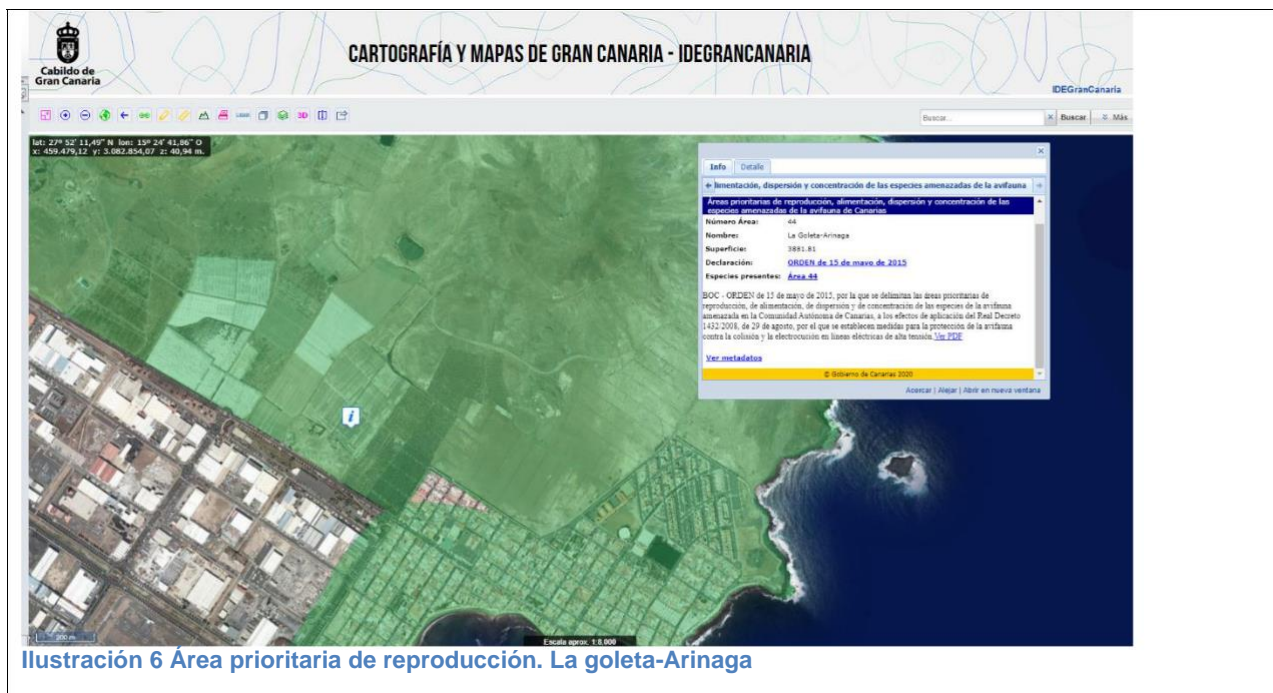 CARTOGRAFÍA Y MAPAS DE GRAN CANARIA - IDEGRANCANARIA
Cabildo de
Gran Canaria
IDEGranCanaria
3D
Buscar...
Buscar
Más
lat: 27º 52' 11,49" N lon: 15º 24' 41,86" O
x: 459.479,12 y: 3.082.854,07 z: 40,94 m.
Info Detalle
limentación, dispersión y concentración de las especies amenazadas de la avifauna
Áreas prioritarias de reproducción, alimentación, dispersión y concentración de las
especies amenazadas de la avifauna de Canarias
Número Área: 44
Nombre: La Goleta-Arinaga
Superficie: 3881.81
Declaración: ORDEN de 15 de mayo de 2015
Especies presentes: Área 44
BOC - ORDEN de 15 de mayo de 2015, por la que se delimitan las áreas prioritarias de
reproducción, de alimentación, de dispersión y de concentración de las especies de la avifauna
amenazada en la Comunidad Autónoma de Canarias, a los efectos de aplicación del Real Decreto
1432/2008, de 29 de agosto, por el que se establecen medidas para la protección de la avifauna
contra la colisión y la electrocución en líneas eléctricas de alta tensión.Ver PDF
Ver metadatos
© Gobierno de Canarias 2020
Acercar | Alejar | Abrir en nueva ventana
i
200 m
Escala aprox. 1:8.000
Ilustración 6 Área prioritaria de reproducción. La goleta-Arinaga